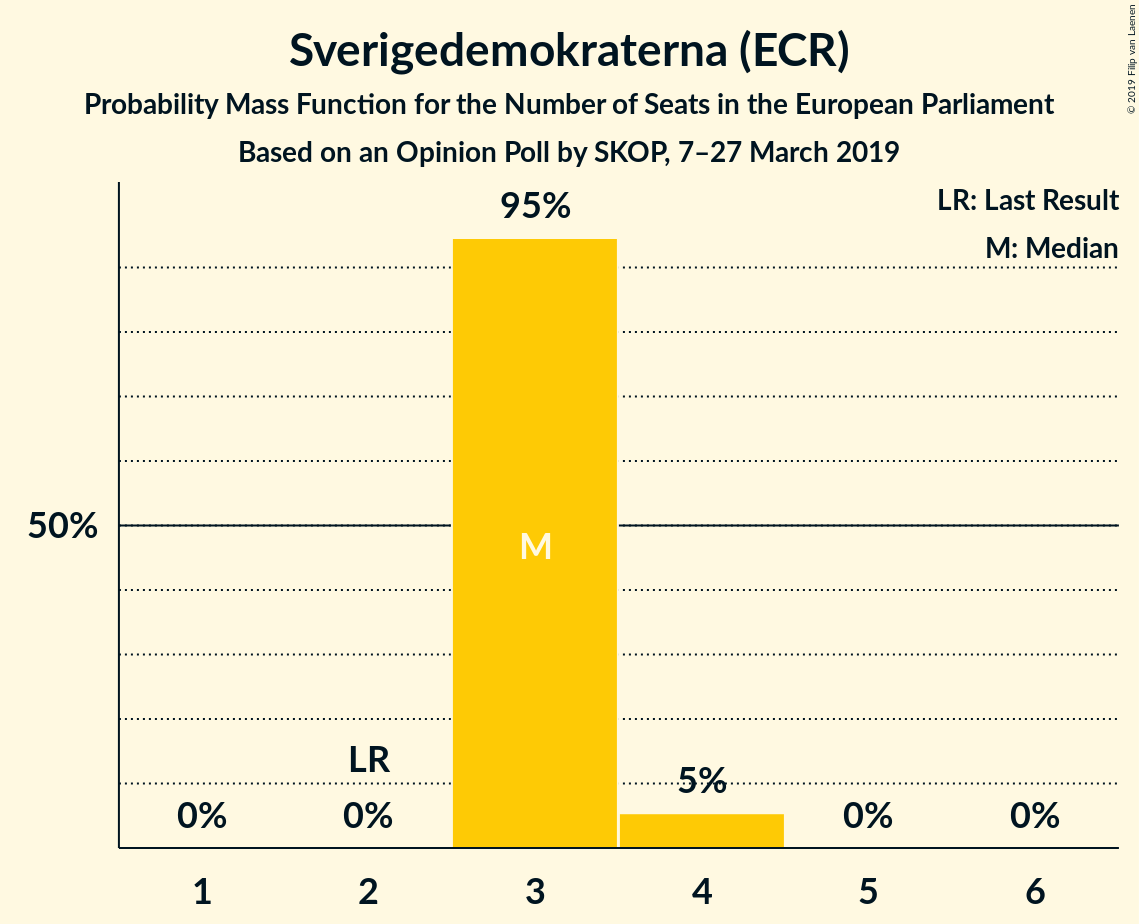 Sverigedemokraterna (ECR)
Probability Mass Function for the Number of Seats in the European Parliament
Based on an Opinion Poll by SKOP, 7–27 March 2019
© 2019 Filip van Laenen
LR: Last Result
M: Median
95%
50%
M
LR
5%
0%
0%
0%
0%
1
2
3
4
5
6